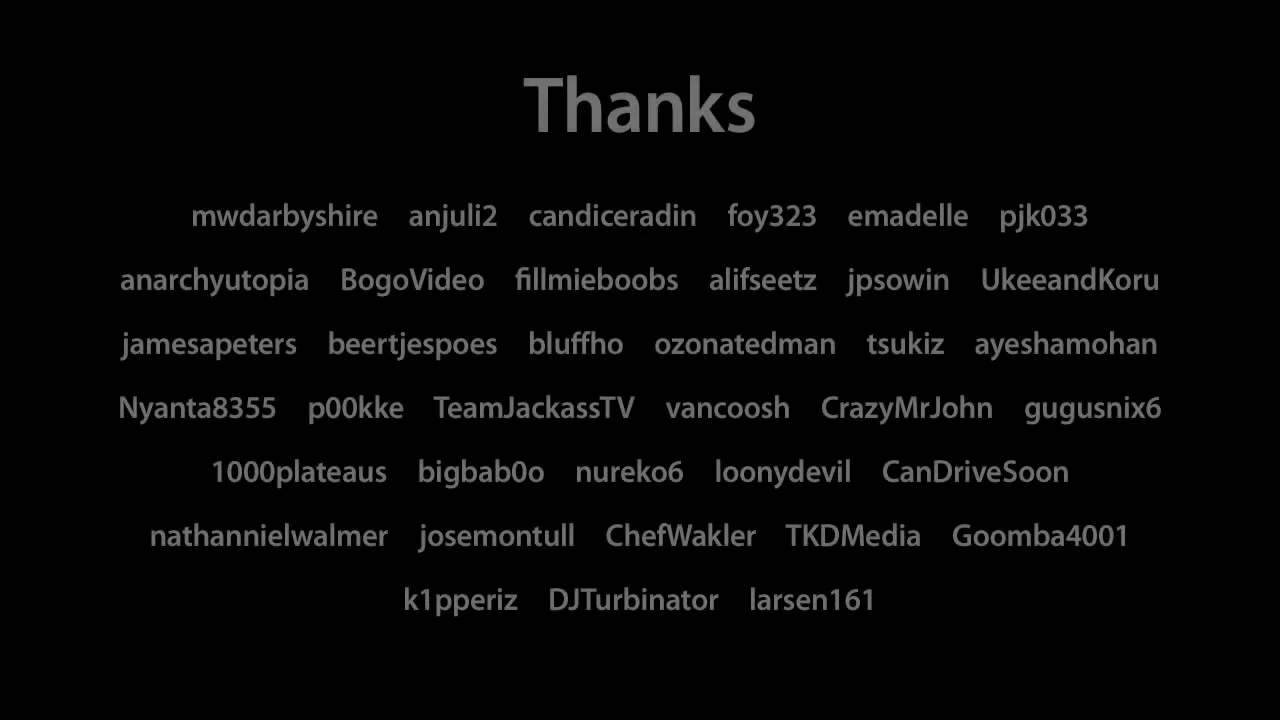 Thanks
mwdarbyshire anjuli2 candiceradin foy323 emadelle pjk033
anarchyutopia BogoVideo fillmieboobs alifseetz jpsowin UkeeandKoru
jamesapeters beertjespoes bluffho ozonatedman tsukiz ayeshamohan
Nyanta8355 p00kke TeamJackassTV vancoosh CrazyMrJohn gugusnix6
1000plateaus bigbab0o nureko6 loonydevil CanDriveSoon
nathannielwalmer josemontull ChefWakler TKDMedia Goomba4001
k1pperiz DJTurbinator larsen161